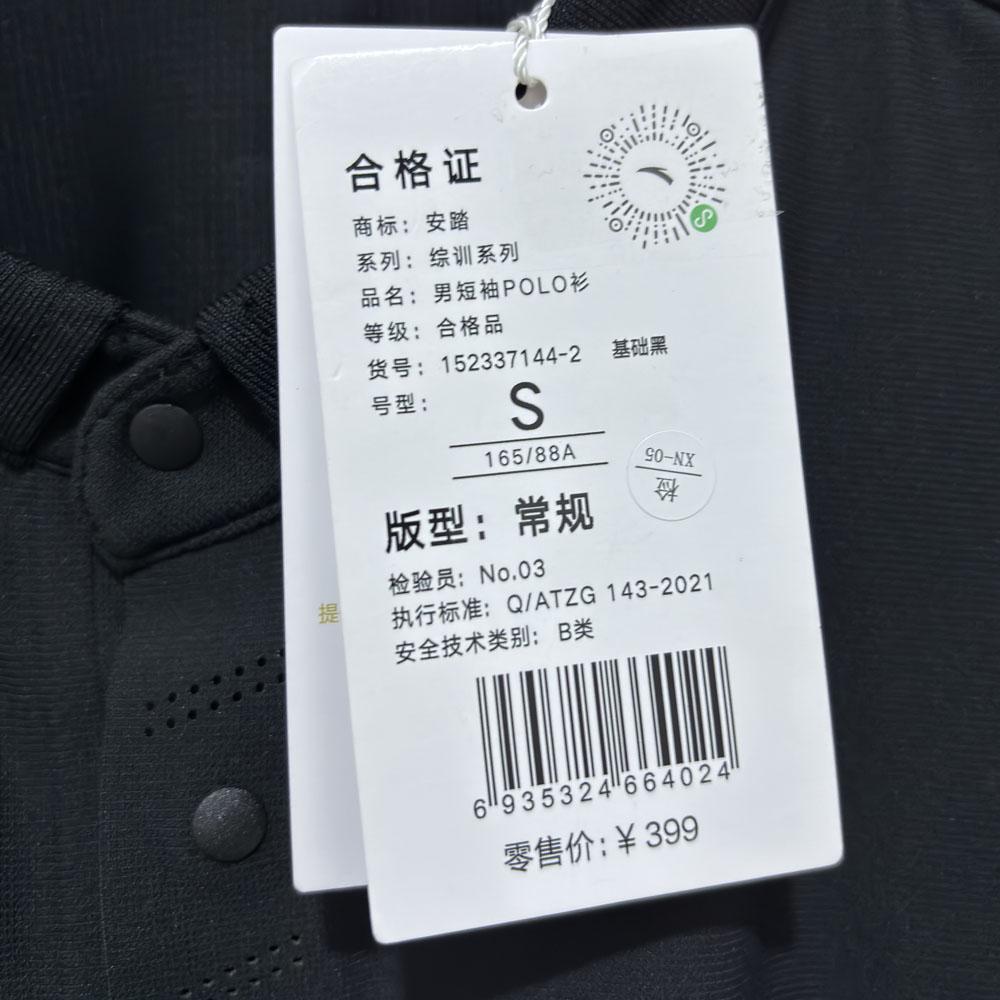 合格证
商标：安踏
系列：综训系列
品名：男短袖POLO衫
等级：合格品
货号：152337144-2 基础黑
号型：S
165/88A
检
XN-05
版型：常规
检验员：No.03
执行标准：Q/ATZG 143-2021
安全技术类别：B类
提
6 935324 664024
零售价：¥ 399